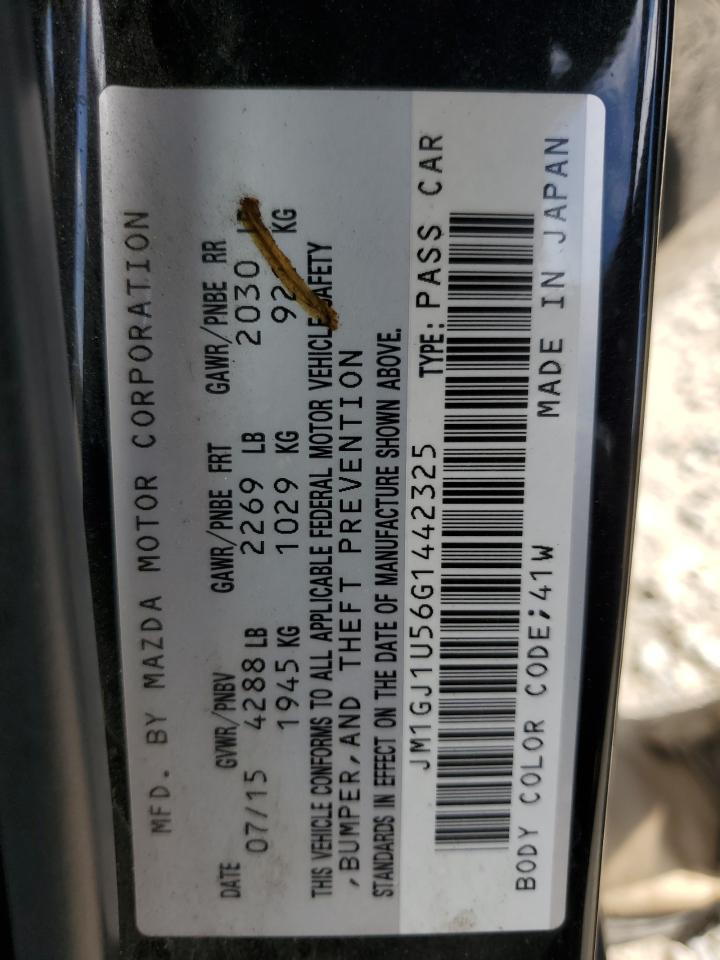 MFD. BY MAZDA MOTOR CORPORATION
DATE GVWR/PNBV GAWR/PNBE FRT GAWR/PNBE RR
07/15 4288 LB 2269 LB 2030
1945 KG 1029 KG KG
THIS VEHICLE CONFORMS TO ALL APPLICABLE FEDERAL MOTOR VEHICLE SAFETY
,BUMPER,AND THEFT PREVENTION
STANDARDS IN EFFECT ON THE DATE OF MANUFACTURE SHOWN ABOVE.
JM1GJ1U56G1442325 TYPE: PASS CAR
BODY COLOR CODE;41W MADE IN JAPAN